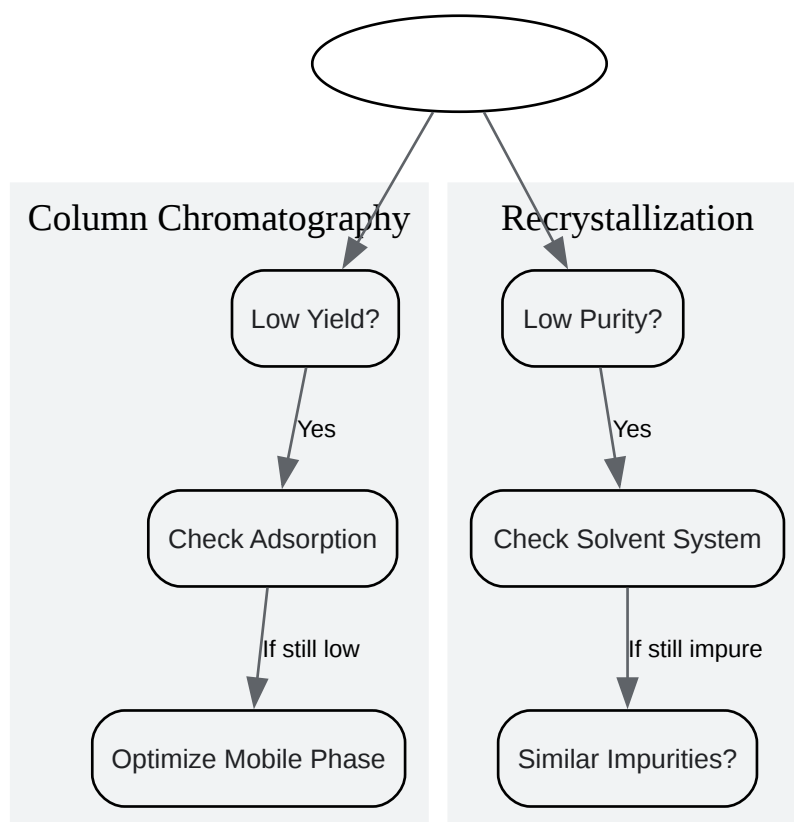 Column Chromatography
Low Yield?
Yes
Check Adsorption
If still low
Optimize Mobile Phase
Recrystallization
Low Purity?
Yes
Check Solvent System
If still impure
Similar Impurities?